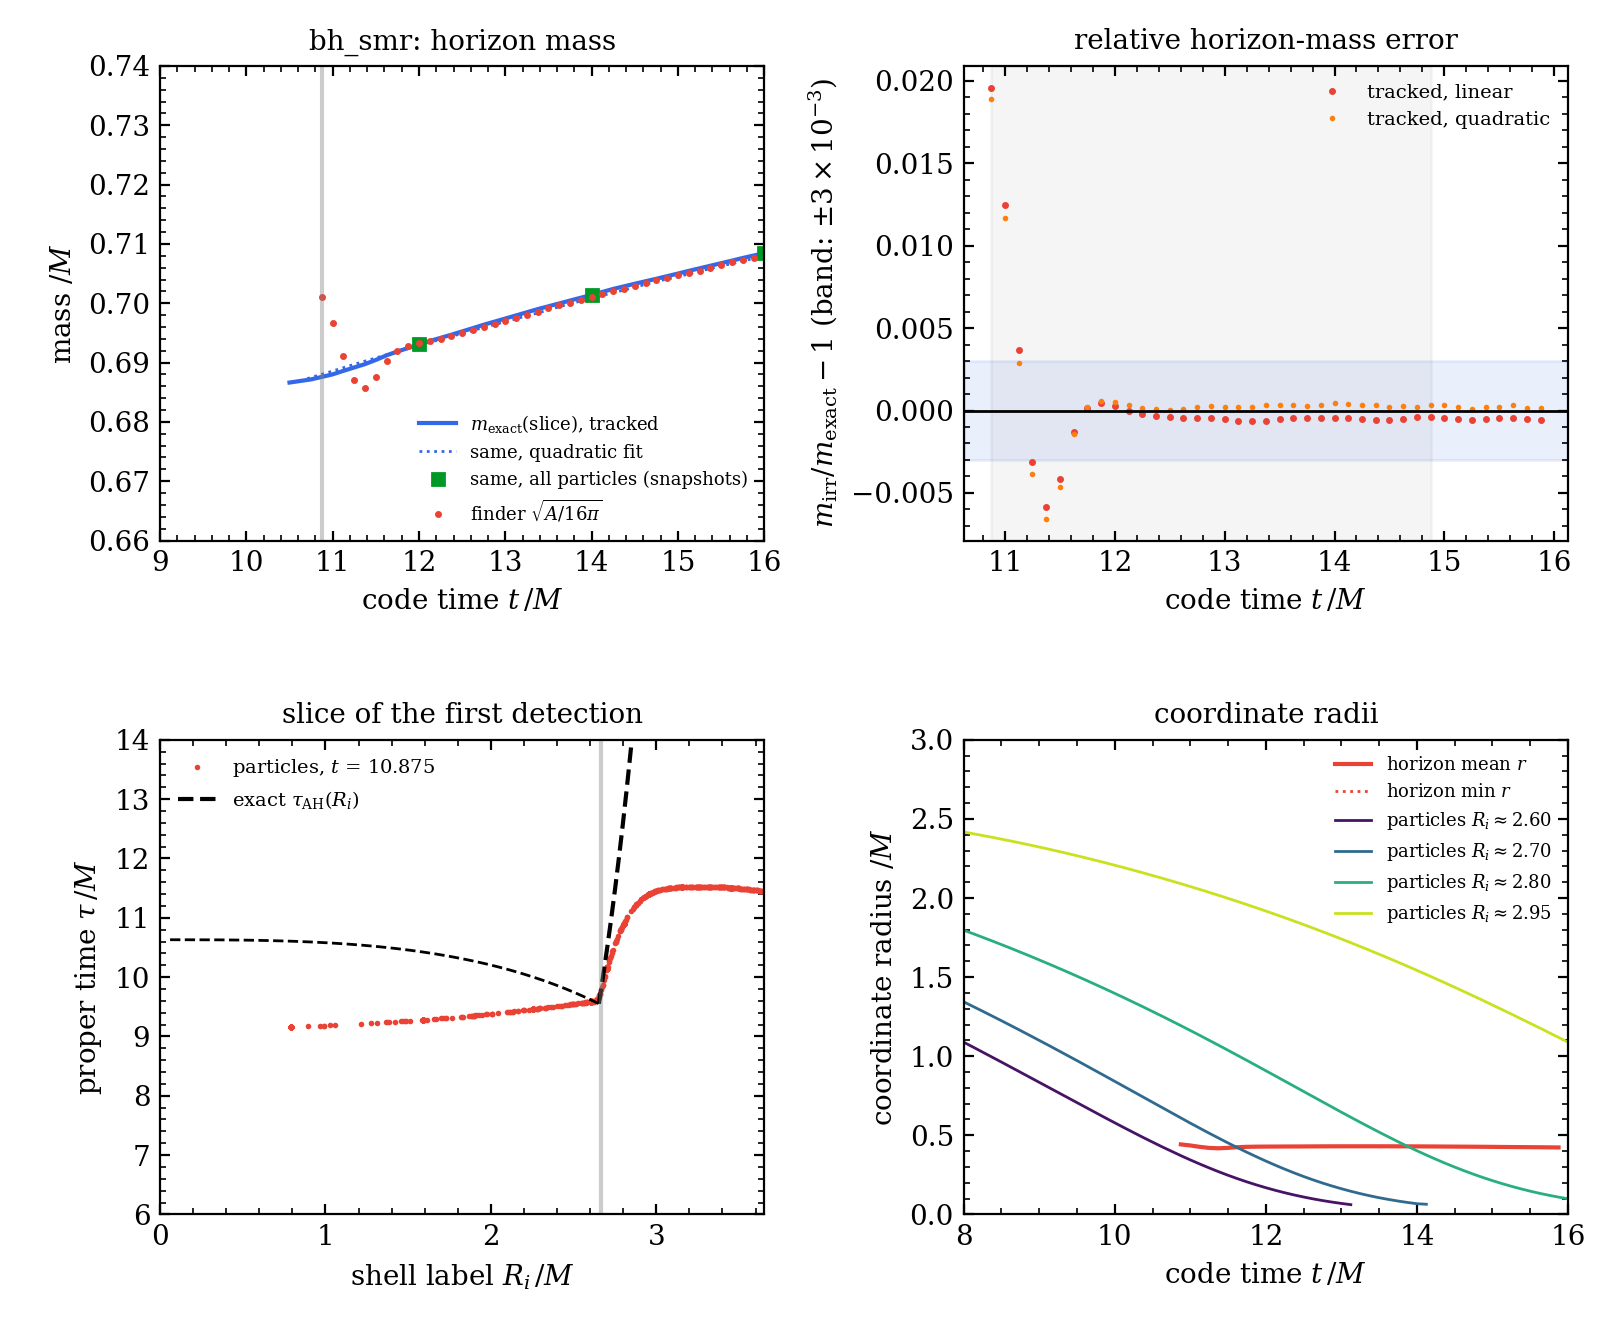 bh_smr: horizon mass
0.74
0.73
0.72
0.71
0.70
0.69
0.68
0.67
0.66
mass /M
9 10 11 12 13 14 15 16
code time t/M
m_exact(slice), tracked
same, quadratic fit
same, all particles (snapshots)
finder √A/16π
relative horizon-mass error
0.020
0.015
0.010
0.005
0.000
−0.005
m_irr/m_exact − 1 (band: ±3 × 10⁻³)
11 12 13 14 15 16
code time t/M
tracked, linear
tracked, quadratic
slice of the first detection
14
13
12
11
10
9
8
7
6
proper time τ/M
0 1 2 3
shell label R_i/M
particles, t = 10.875
exact τ_AH(R_i)
coordinate radii
3.0
2.5
2.0
1.5
1.0
0.5
0.0
coordinate radius /M
8 10 12 14 16
code time t/M
horizon mean r
horizon min r
particles R_i ≈ 2.60
particles R_i ≈ 2.70
particles R_i ≈ 2.80
particles R_i ≈ 2.95